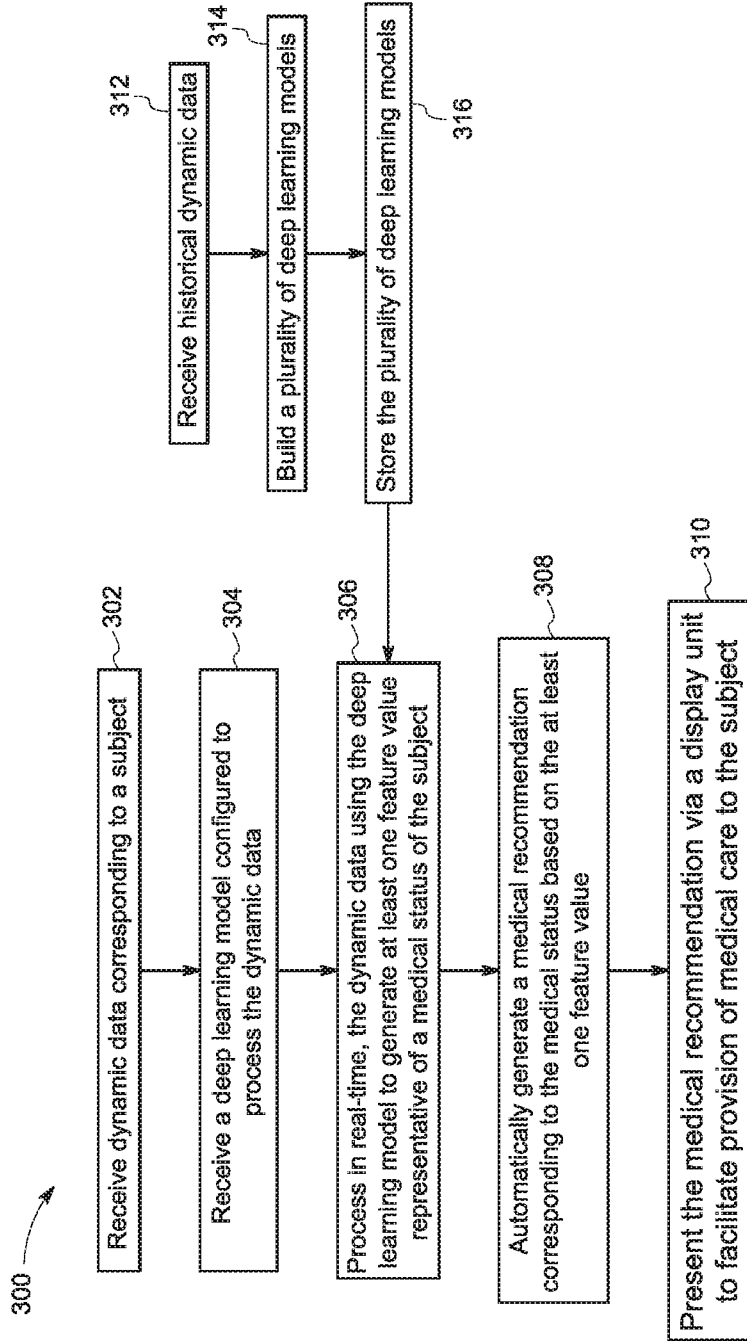 300
Receive dynamic data corresponding to a subject
302
Receive a deep learning model configured to
process the dynamic data
304
Process in real-time, the dynamic data using the deep
learning model to generate at least one feature value
representative of a medical status of the subject
306
Automatically generate a medical recommendation
corresponding to the medical status based on the at least
one feature value
308
Present the medical recommendation via a display unit
to facilitate provision of medical care to the subject
310
Receive historical dynamic data
312
Build a plurality of deep learning models
314
Store the plurality of deep learning models
316